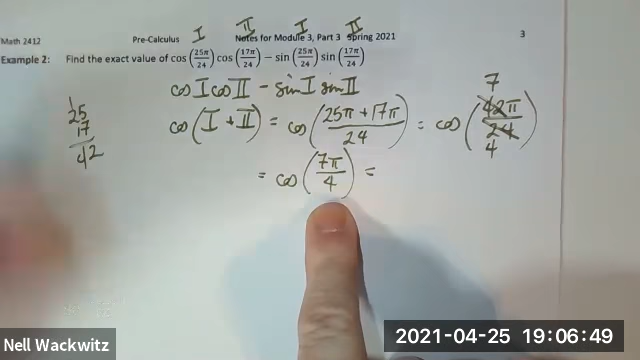 I II I II
Math 2412 Pre-Calculus Notes for Module 3, Part 3 Spring 2021 3
Example 2: Find the exact value of cos (25π/24) cos (17π/24) − sin (25π/24) sin (17π/24)
cos I cos II − sin I sin II
cos (I + II) = cos (25π + 17π / 24) = cos (42π / 24)
7
4
1
25
17
42
= cos (7π/4) =
Nell Wackwitz
2021-04-25 19:06:49